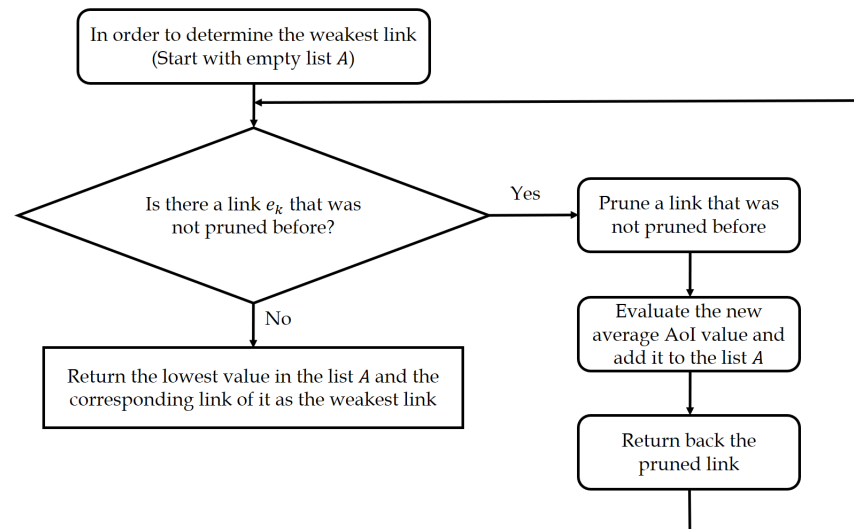 In order to determine the weakest link
(Start with empty list A)
Is there a link eₖ that was
not pruned before?
Yes
Prune a link that was
not pruned before
Evaluate the new
average AoI value and
add it to the list A
No
Return the lowest value in the list A and the
corresponding link of it as the weakest link
Return back the
pruned link